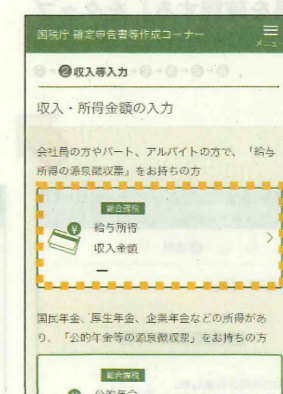 国税庁 確定申告書等作成コーナー
メニュー
❷収入等入力
収入・所得金額の入力
会社員の方やパート、アルバイトの方で、「給与
所得の源泉徴収票」をお持ちの方
総合課税
給与所得
収入金額
ー
国民年金、厚生年金、企業年金などの所得があ
り、「公的年金等の源泉徴収票」をお持ちの方
総合課税
公的年金